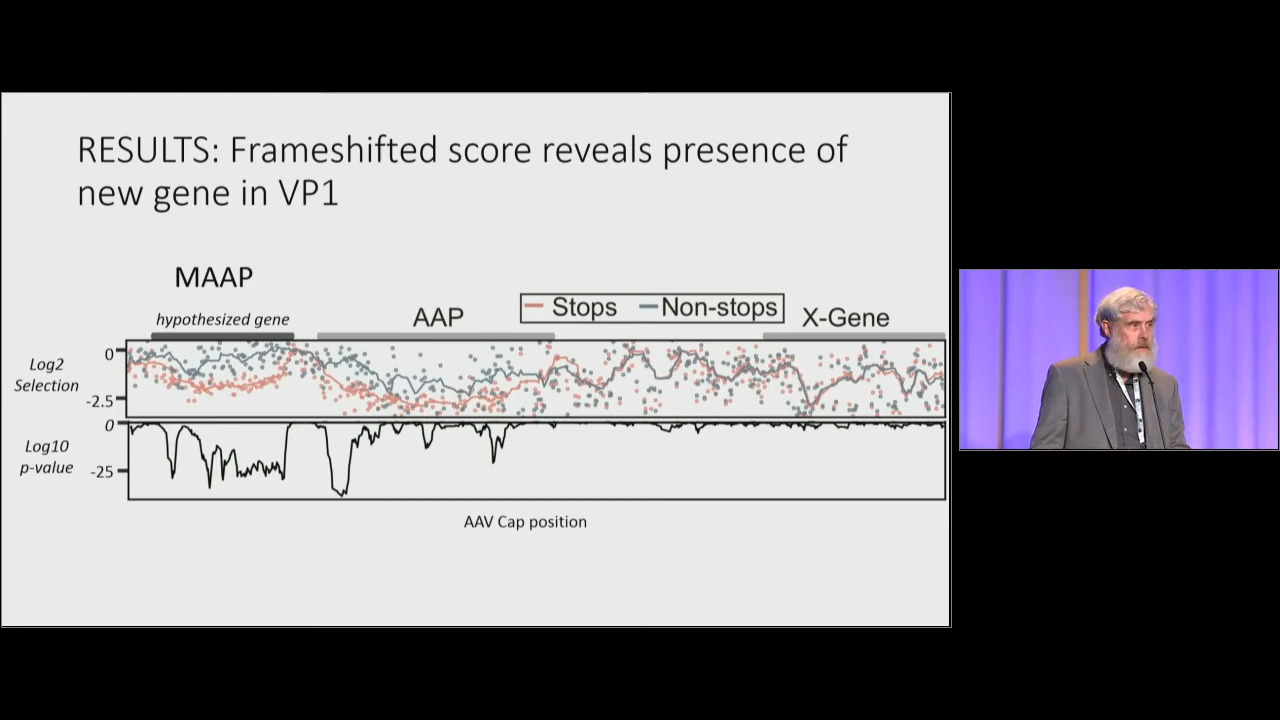 RESULTS: Frameshifted score reveals presence of
new gene in VP1
MAAP
hypothesized gene
AAP
Stops
Non-stops
X-Gene
Log2
Selection
0
-2.5
Log10
p-value
0
-25
AAV Cap position